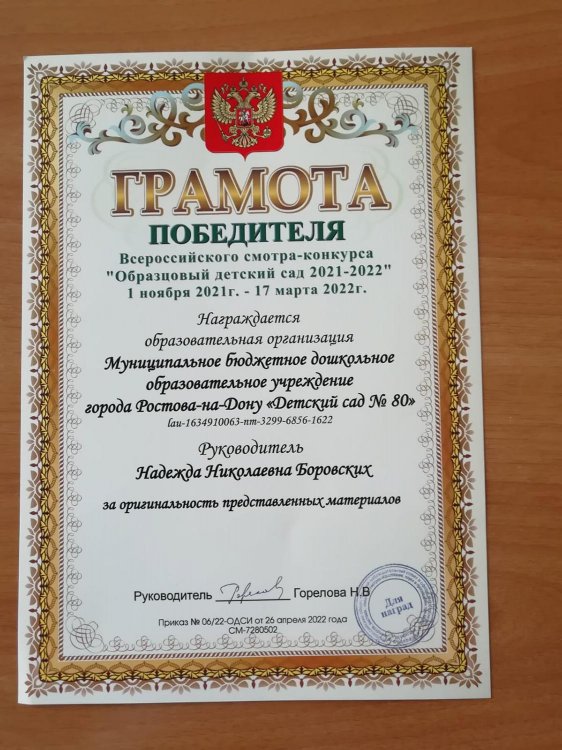 ГРАМОТА
ПОБЕДИТЕЛЯ
Всероссийского смотра-конкурса
"Образцовый детский сад 2021-2022"
1 ноября 2021г. - 17 марта 2022г.
Награждается
образовательная организация
Муниципальное бюджетное дошкольное
образовательное учреждение
города Ростова-на-Дону «Детский сад № 80»
lau-1634910063-nm-3299-6856-1622
Руководитель
Надежда Николаевна Боровских
за оригинальность представленных материалов
Руководитель Горелова Н.В
Для
наград
Приказ № 06/22-ОДСИ от 26 апреля 2022 года
СМ-7280502